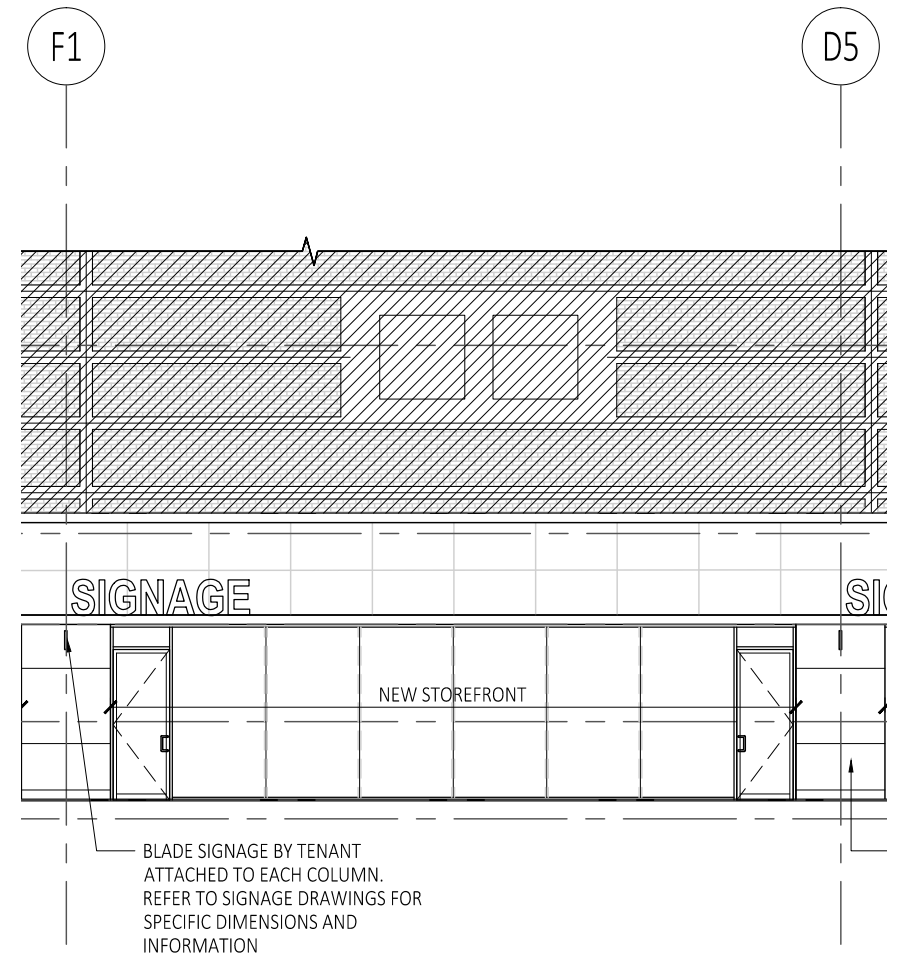 F1
D5
SIGNAGE
SIG
NEW STOREFRONT
BLADE SIGNAGE BY TENANT
ATTACHED TO EACH COLUMN.
REFER TO SIGNAGE DRAWINGS FOR
SPECIFIC DIMENSIONS AND
INFORMATION